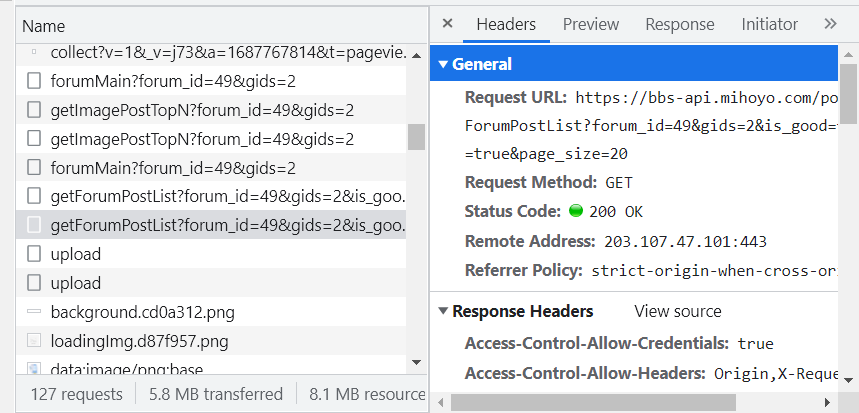 Name
collect?v=1&_v=j73&a=1687767814&t=pagevie...
forumMain?forum_id=49&gids=2
getImagePostTopN?forum_id=49&gids=2
getImagePostTopN?forum_id=49&gids=2
forumMain?forum_id=49&gids=2
getForumPostList?forum_id=49&gids=2&is_goo...
getForumPostList?forum_id=49&gids=2&is_goo...
upload
upload
background.cd0a312.png
loadingImg.d87f957.png
data:image/png;base
127 requests 5.8 MB transferred 8.1 MB resource
× Headers Preview Response Initiator »
General
Request URL: https://bbs-api.mihoyo.com/po
ForumPostList?forum_id=49&gids=2&is_good=
=true&page_size=20
Request Method: GET
Status Code: 200 OK
Remote Address: 203.107.47.101:443
Referrer Policy: strict-origin-when-cross-ori
Response Headers View source
Access-Control-Allow-Credentials: true
Access-Control-Allow-Headers: Origin,X-Reque